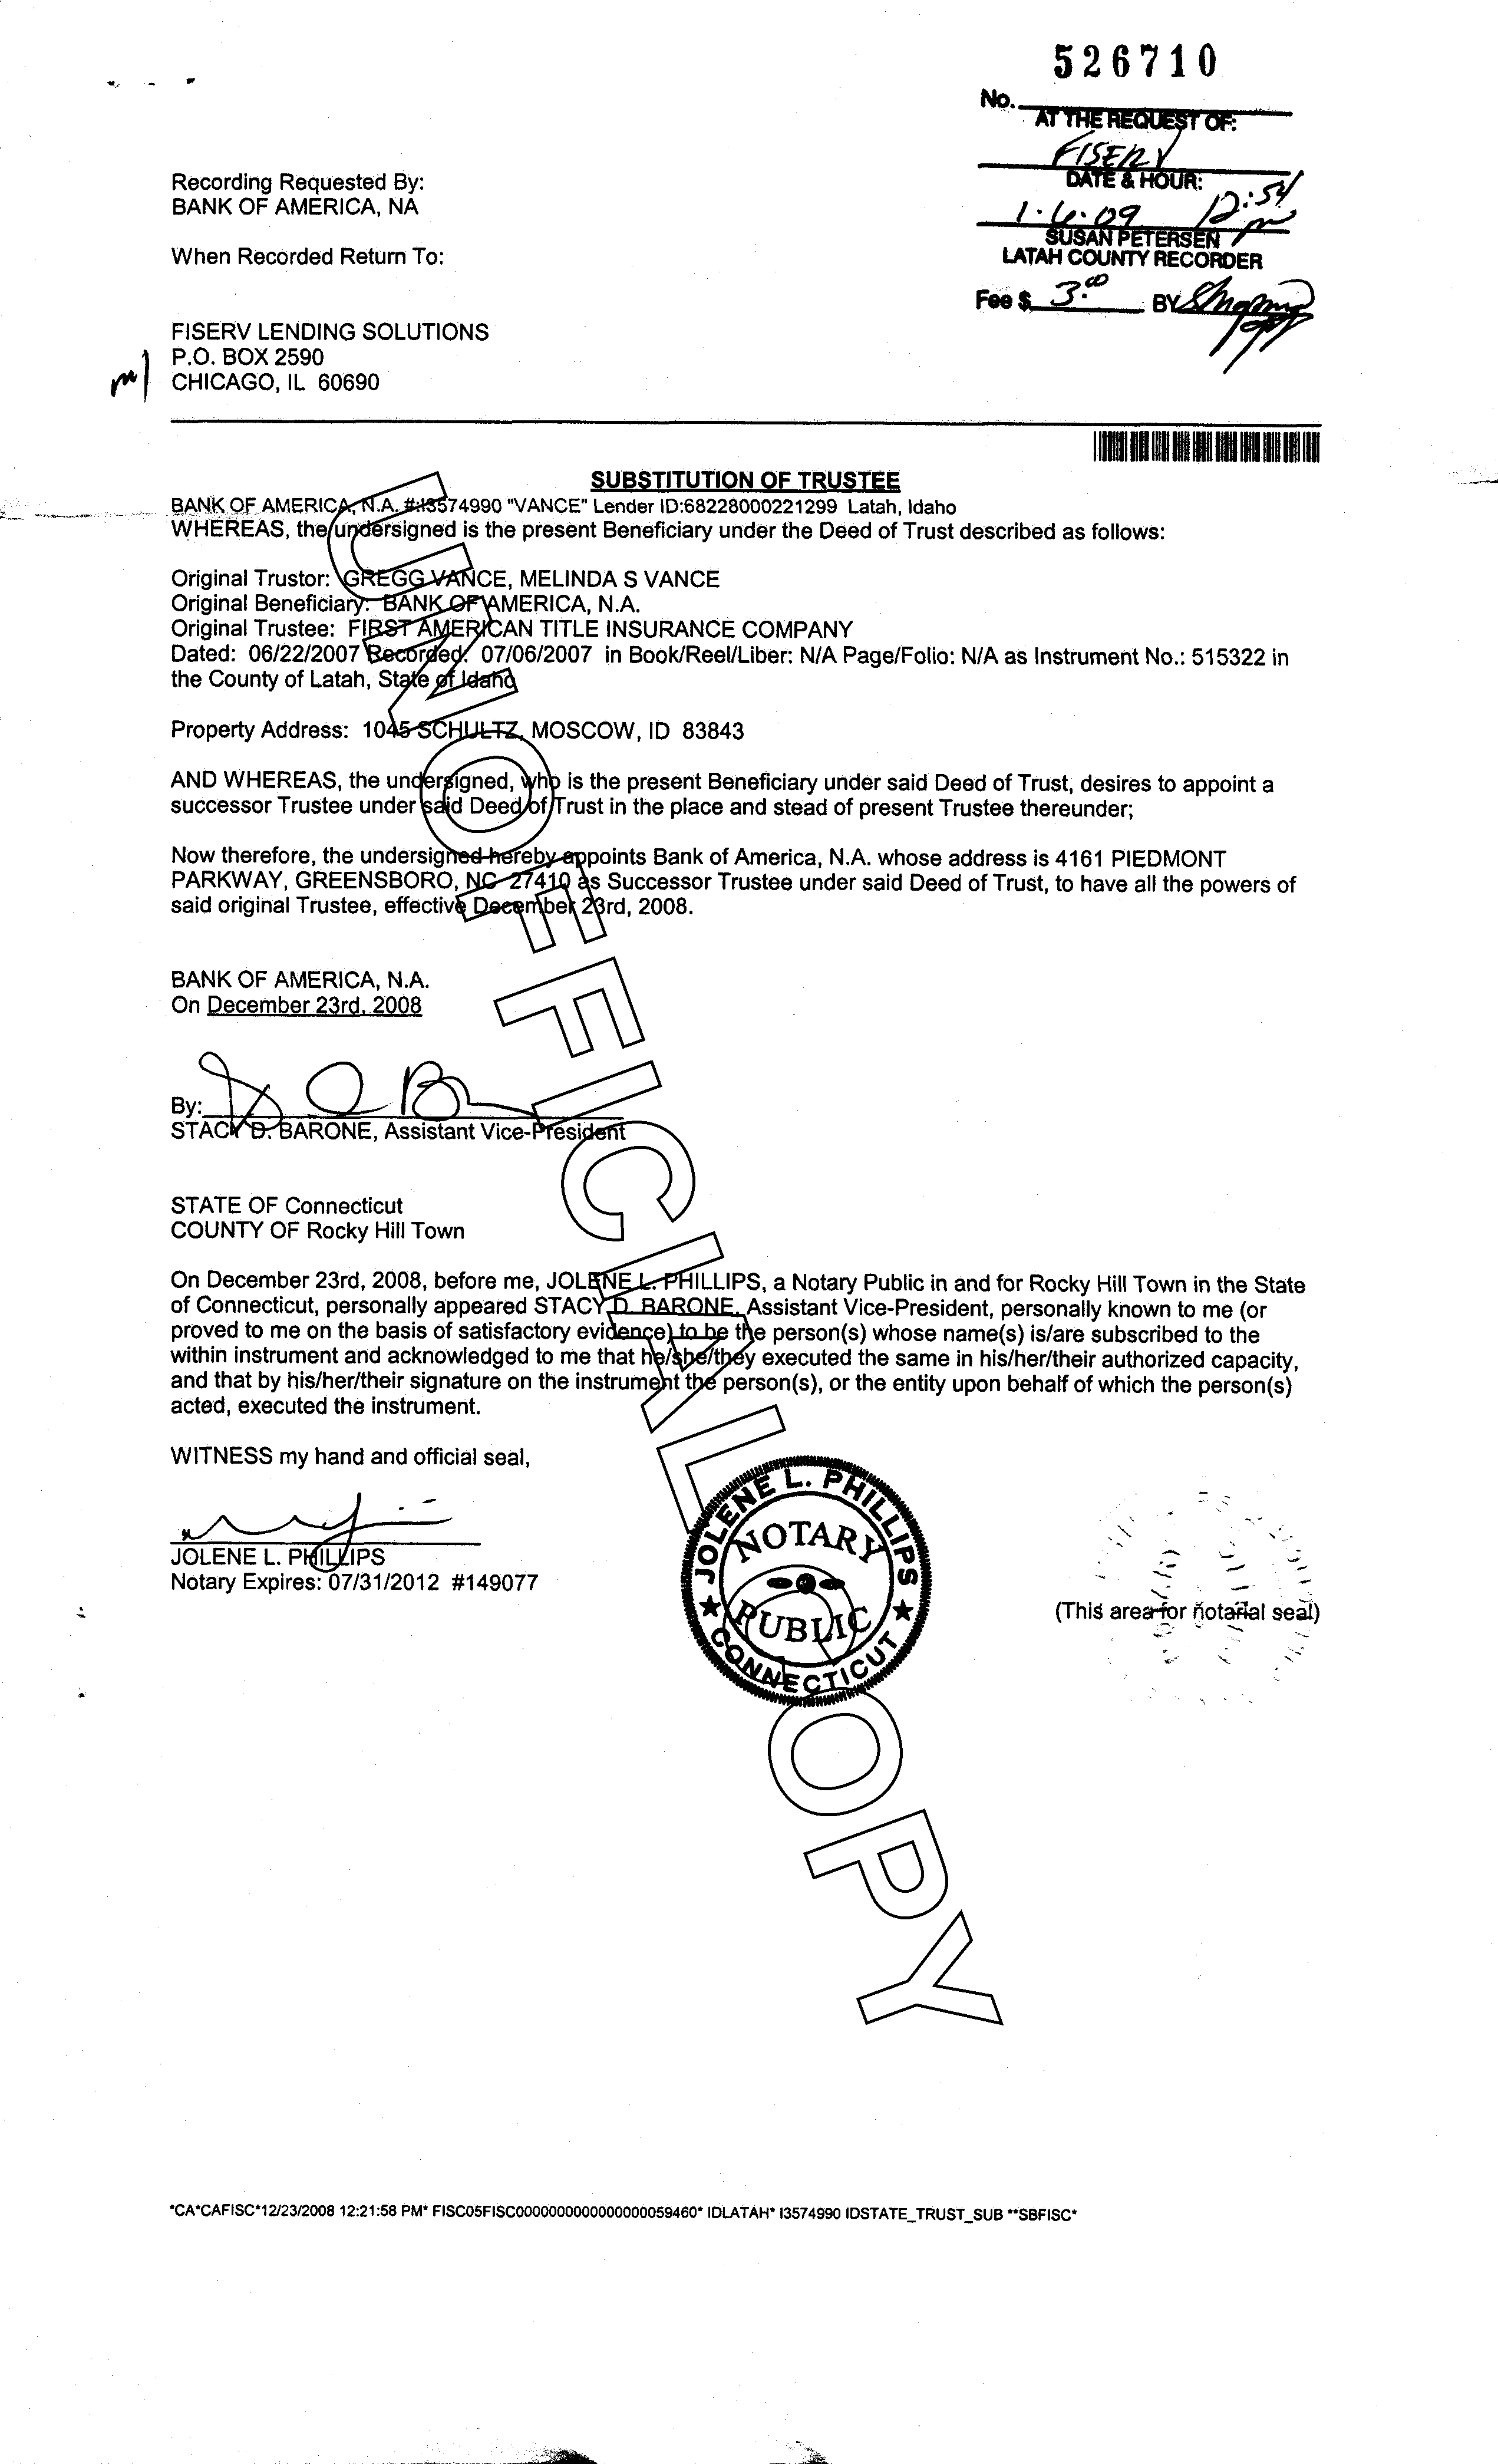 526710
No.
AT THE REQUEST OF:
FISERV
DATE & HOUR:
1·6·09 12:54 pm
SUSAN PETERSEN
LATAH COUNTY RECORDER
Fee $ 3.00 BY
Recording Requested By:
BANK OF AMERICA, NA
When Recorded Return To:
FISERV LENDING SOLUTIONS
P.O. BOX 2590
CHICAGO, IL 60690
SUBSTITUTION OF TRUSTEE
BANK OF AMERICA, N.A. #:I3574990 "VANCE" Lender ID:68228000221299 Latah, Idaho
WHEREAS, the undersigned is the present Beneficiary under the Deed of Trust described as follows:
Original Trustor: GREGG VANCE, MELINDA S VANCE
Original Beneficiary: BANK OF AMERICA, N.A.
Original Trustee: FIRST AMERICAN TITLE INSURANCE COMPANY
Dated: 06/22/2007 Recorded: 07/06/2007 in Book/Reel/Liber: N/A Page/Folio: N/A as Instrument No.: 515322 in
the County of Latah, State of Idaho
Property Address: 1045 SCHULTZ, MOSCOW, ID 83843
AND WHEREAS, the undersigned, who is the present Beneficiary under said Deed of Trust, desires to appoint a
successor Trustee under said Deed of Trust in the place and stead of present Trustee thereunder;
Now therefore, the undersigned hereby appoints Bank of America, N.A. whose address is 4161 PIEDMONT
PARKWAY, GREENSBORO, NC 27410 as Successor Trustee under said Deed of Trust, to have all the powers of
said original Trustee, effective December 23rd, 2008.
BANK OF AMERICA, N.A.
On December 23rd, 2008
By:
STACY D. BARONE, Assistant Vice-President
STATE OF Connecticut
COUNTY OF Rocky Hill Town
On December 23rd, 2008, before me, JOLENE L. PHILLIPS, a Notary Public in and for Rocky Hill Town in the State
of Connecticut, personally appeared STACY D. BARONE, Assistant Vice-President, personally known to me (or
proved to me on the basis of satisfactory evidence) to be the person(s) whose name(s) is/are subscribed to the
within instrument and acknowledged to me that he/she/they executed the same in his/her/their authorized capacity,
and that by his/her/their signature on the instrument the person(s), or the entity upon behalf of which the person(s)
acted, executed the instrument.
WITNESS my hand and official seal,
JOLENE L. PHILLIPS
Notary Expires: 07/31/2012 #149077
JOLENE L. PHILLIPS
NOTARY
PUBLIC
★ CONNECTICUT ★
(This area for notarial seal)
UNOFFICIAL COPY
*CA*CAFISC*12/23/2008 12:21:58 PM* FISC05FISC0000000000000000059460* IDLATAH* I3574990 IDSTATE_TRUST_SUB **SBFISC*